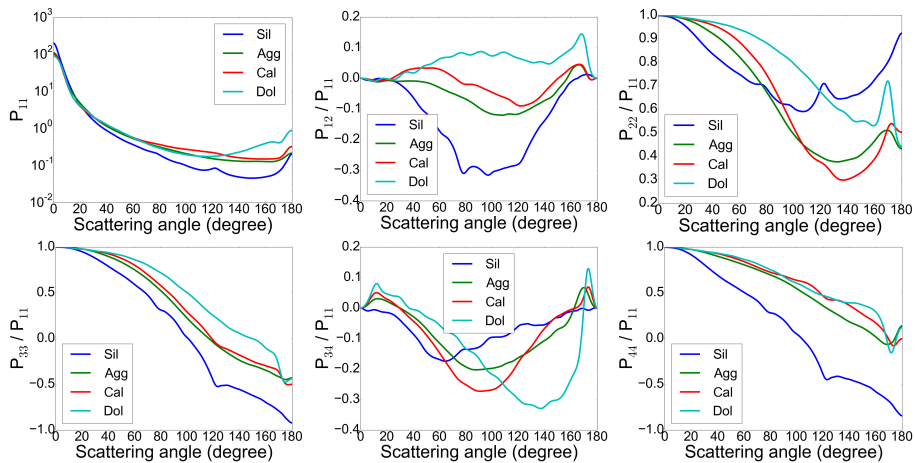 P11
10^3
10^2
10^1
10^0
10^-1
10^-2
0 20 40 60 80 100 120 140 160 180
Scattering angle (degree)
Sil
Agg
Cal
Dol
P12 / P11
0.2
0.1
0.0
−0.1
−0.2
−0.3
−0.4
0 20 40 60 80 100 120 140 160 180
Scattering angle (degree)
Sil
Agg
Cal
Dol
P22 / P11
1.0
0.9
0.8
0.7
0.6
0.5
0.4
0.3
0.2
0 20 40 60 80 100 120 140 160 180
Scattering angle (degree)
Sil
Agg
Cal
Dol
P33 / P11
1.0
0.5
0.0
−0.5
−1.0
0 20 40 60 80 100 120 140 160 180
Scattering angle (degree)
Sil
Agg
Cal
Dol
P34 / P11
0.2
0.1
0.0
−0.1
−0.2
−0.3
−0.4
0 20 40 60 80 100 120 140 160 180
Scattering angle (degree)
Sil
Agg
Cal
Dol
P44 / P11
1.0
0.5
0.0
−0.5
−1.0
0 20 40 60 80 100 120 140 160 180
Scattering angle (degree)
Sil
Agg
Cal
Dol